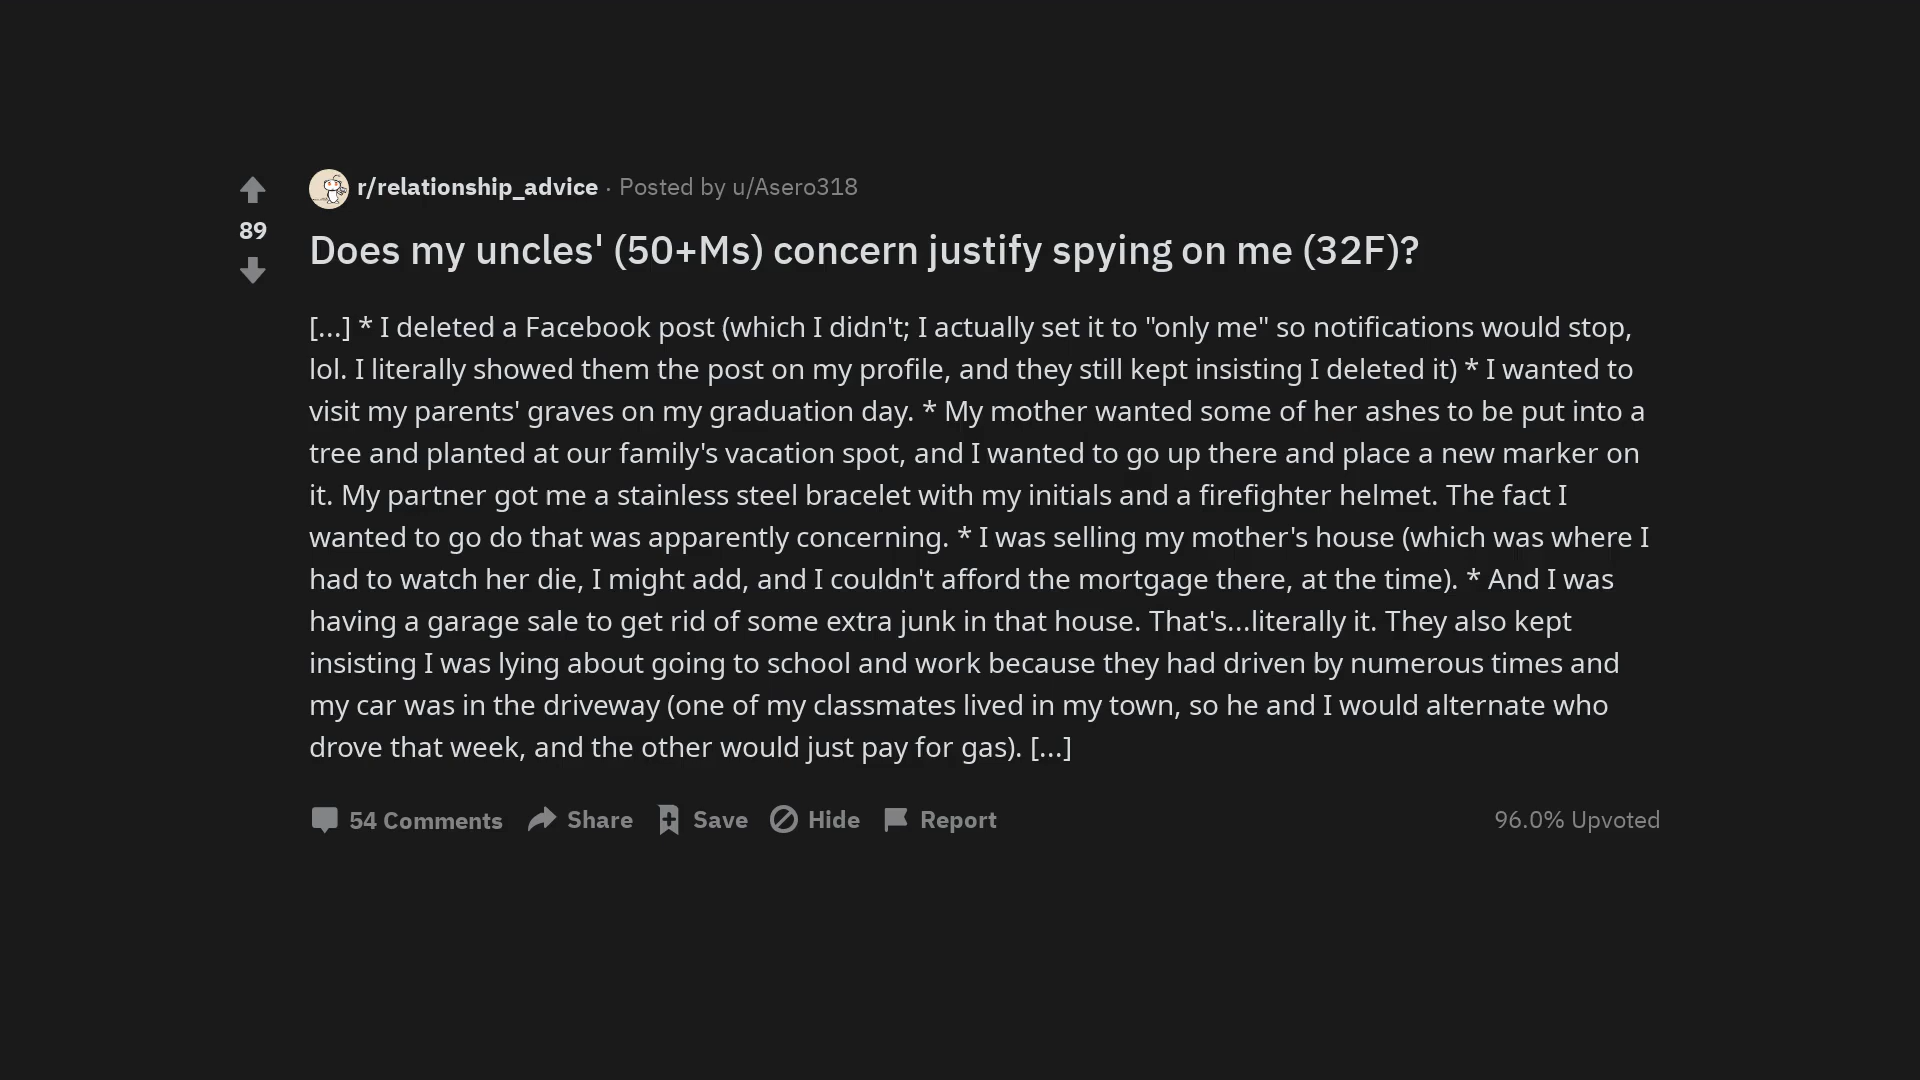 r/relationship_advice · Posted by u/Asero318
89
Does my uncles' (50+Ms) concern justify spying on me (32F)?
[...] * I deleted a Facebook post (which I didn't; I actually set it to "only me" so notifications would stop,
lol. I literally showed them the post on my profile, and they still kept insisting I deleted it) * I wanted to
visit my parents' graves on my graduation day. * My mother wanted some of her ashes to be put into a
tree and planted at our family's vacation spot, and I wanted to go up there and place a new marker on
it. My partner got me a stainless steel bracelet with my initials and a firefighter helmet. The fact I
wanted to go do that was apparently concerning. * I was selling my mother's house (which was where I
had to watch her die, I might add, and I couldn't afford the mortgage there, at the time). * And I was
having a garage sale to get rid of some extra junk in that house. That's...literally it. They also kept
insisting I was lying about going to school and work because they had driven by numerous times and
my car was in the driveway (one of my classmates lived in my town, so he and I would alternate who
drove that week, and the other would just pay for gas). [...]
54 Comments Share Save Hide Report 96.0% Upvoted